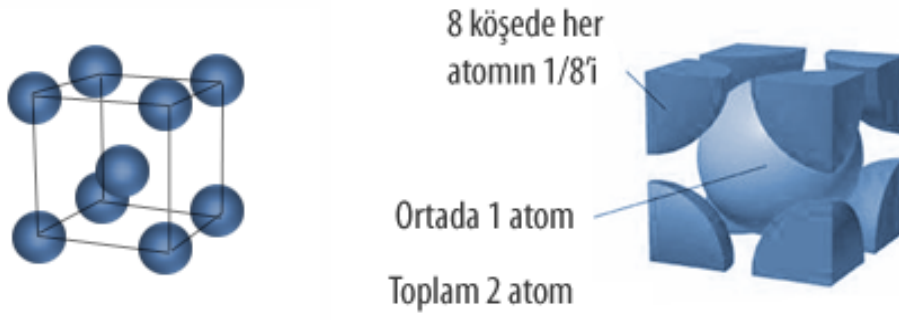 8 köşede her
atomın 1/8'i
Ortada 1 atom
Toplam 2 atom